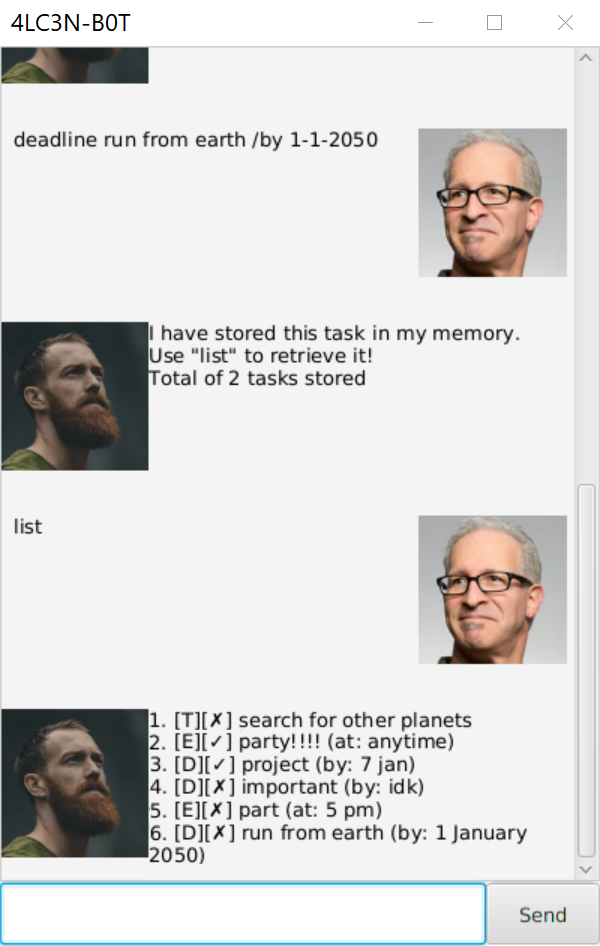 4LC3N-B0T
deadline run from earth /by 1-1-2050
I have stored this task in my memory.
Use "list" to retrieve it!
Total of 2 tasks stored
list
1. [T][✗] search for other planets
2. [E][✓] party!!!! (at: anytime)
3. [D][✓] project (by: 7 jan)
4. [D][✗] important (by: idk)
5. [E][✗] part (at: 5 pm)
6. [D][✗] run from earth (by: 1 January
2050)
Send